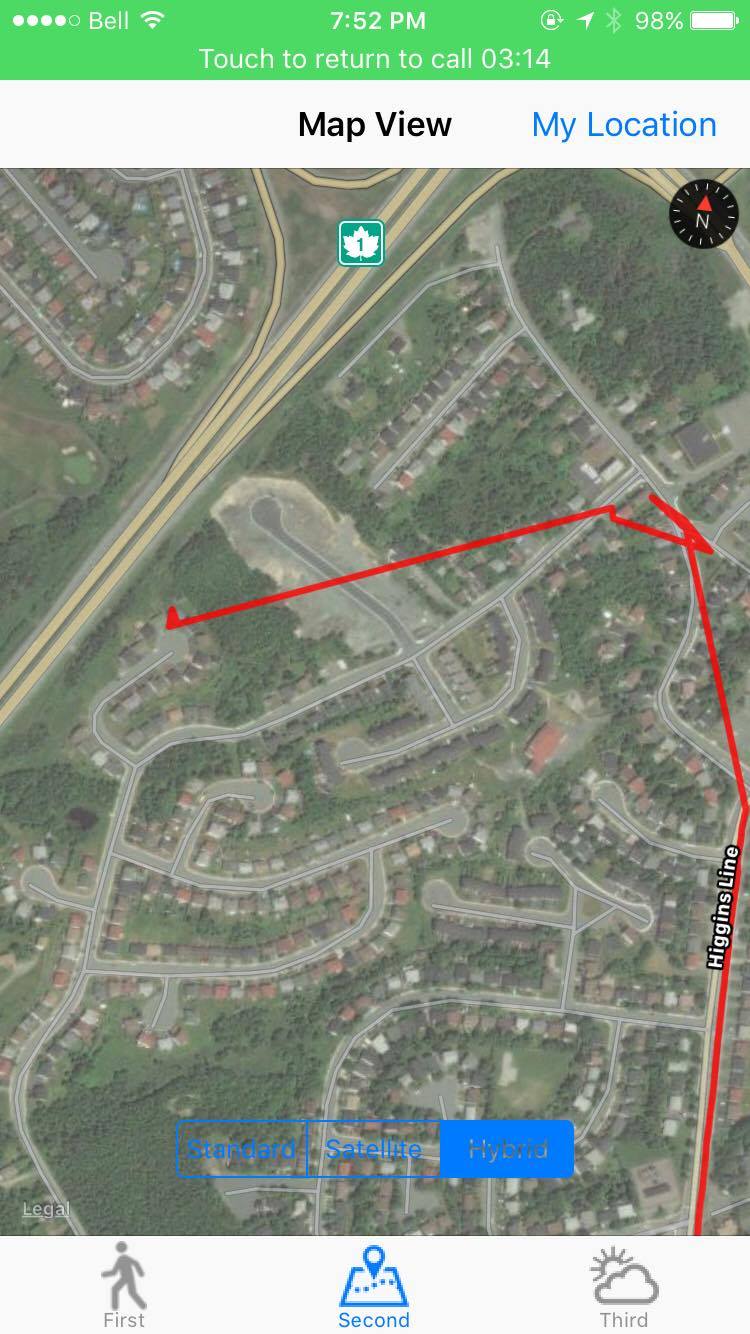 Bell 7:52 PM 98%
Touch to return to call 03:14
Map View My Location
1
N
Higgins Line
Standard Satellite Hybrid
Legal
First Second Third